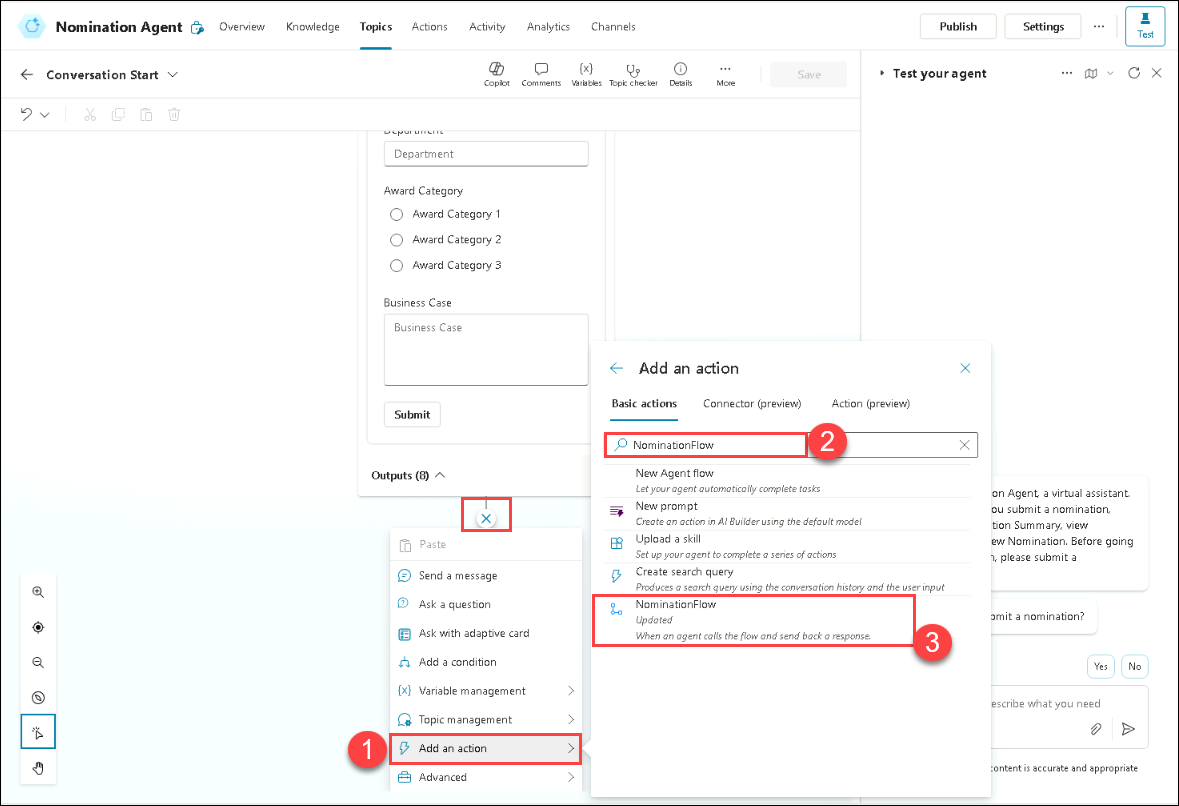 Nomination Agent
Overview
Knowledge
Topics
Actions
Activity
Analytics
Channels
Publish
Settings
Test
Conversation Start
Copilot
Comments
Variables
Topic checker
Details
More
Save
Test your agent
Department
Department
Award Category
Award Category 1
Award Category 2
Award Category 3
Business Case
Business Case
Submit
Outputs (8)
Paste
Send a message
Ask a question
Ask with adaptive card
Add a condition
Variable management
Topic management
1
Add an action
Advanced
Add an action
Basic actions
Connector (preview)
Action (preview)
NominationFlow
2
New Agent flow
Let your agent automatically complete tasks
New prompt
Create an action in AI Builder using the default model
Upload a skill
Set up your agent to complete a series of actions
Create search query
Produces a search query using the conversation history and the user input
NominationFlow
Updated
When an agent calls the flow and send back a response.
3
on Agent, a virtual assistant.
you submit a nomination,
tion Summary, view
ew Nomination. Before going
, please submit a
bmit a nomination?
Yes
No
escribe what you need
content is accurate and appropriate